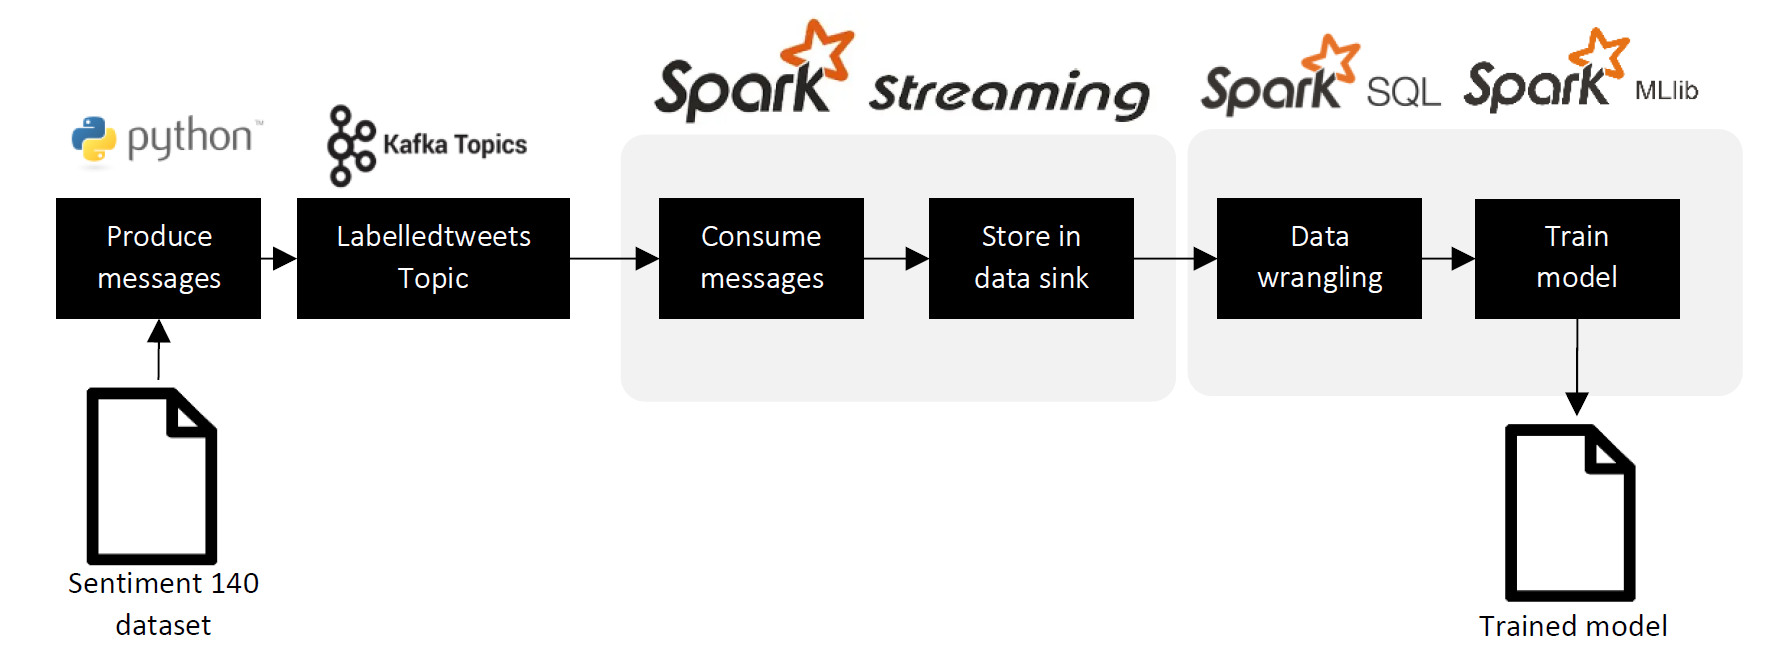 Spark Streaming
Spark SQL
Spark MLlib
python™
Kafka Topics
Produce
messages
Labelledtweets
Topic
Consume
messages
Store in
data sink
Data
wrangling
Train
model
Sentiment 140
dataset
Trained model